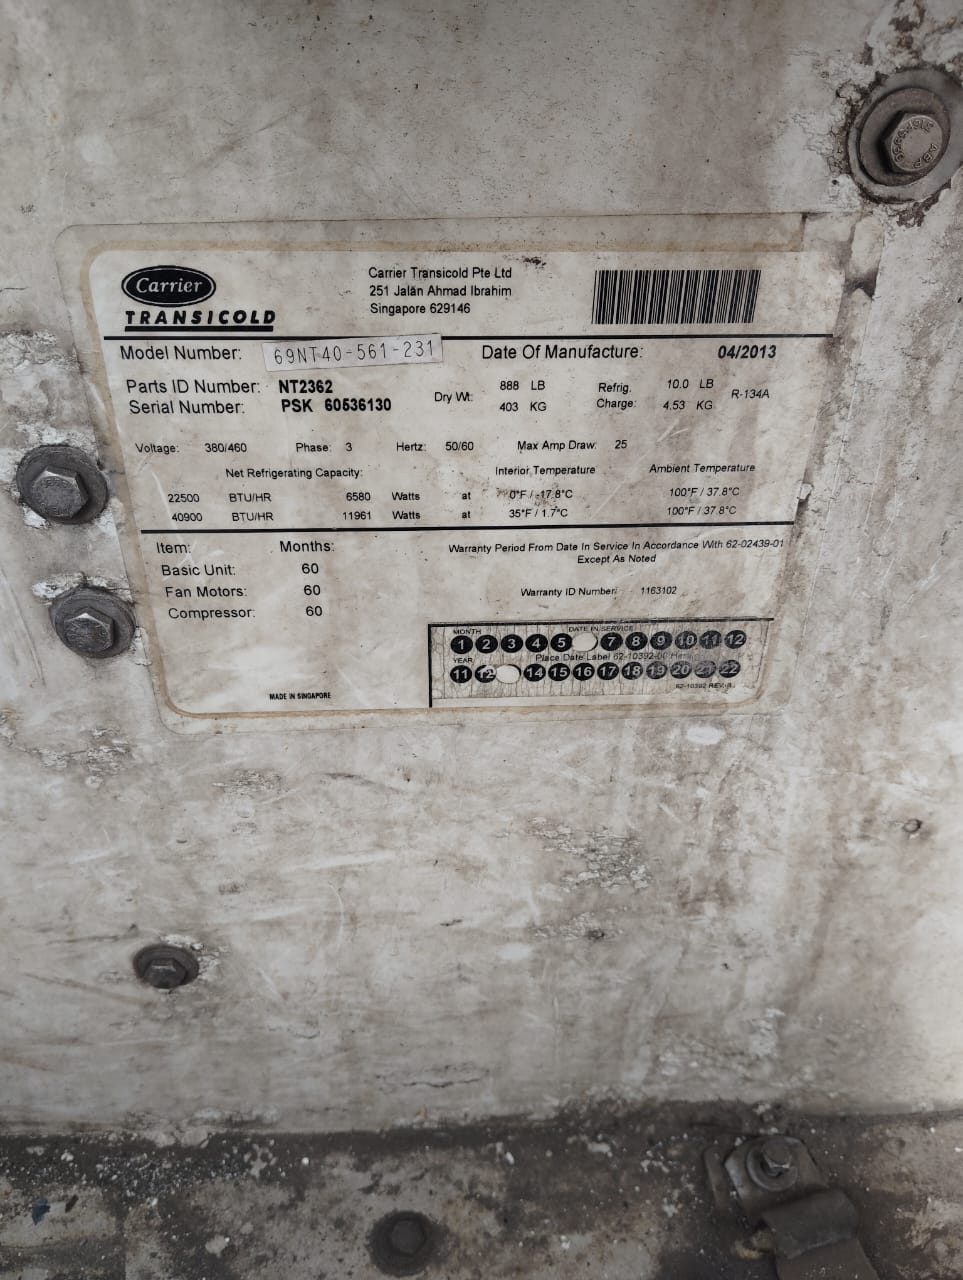 Carrier
TRANSICOLD
Carrier Transicold Pte Ltd
251 Jalan Ahmad Ibrahim
Singapore 629146
Model Number: 69NT40-561-231 Date Of Manufacture: 04/2013
Parts ID Number: NT2362
Serial Number: PSK 60536130
Dry Wt: 888 LB
403 KG
Refrig. Charge: 10.0 LB
4.53 KG
R-134A
Voltage: 380/460 Phase: 3 Hertz: 50/60 Max Amp Draw: 25
Net Refrigerating Capacity: Interior Temperature Ambient Temperature
22500 BTU/HR 6580 Watts at 0°F / -17.8°C 100°F / 37.8°C
40900 BTU/HR 11961 Watts at 35°F / 1.7°C 100°F / 37.8°C
Item: Months:
Basic Unit: 60
Fan Motors: 60
Compressor: 60
Warranty Period From Date In Service In Accordance With 62-02439-01
Except As Noted
Warranty ID Number: 1163102
MONTH DATE IN SERVICE
1 2 3 4 5 7 8 9 10 11 12
YEAR Place Date Label 62-10392-00
11 12 14 15 16 17 18 19 20 21 22
MADE IN SINGAPORE